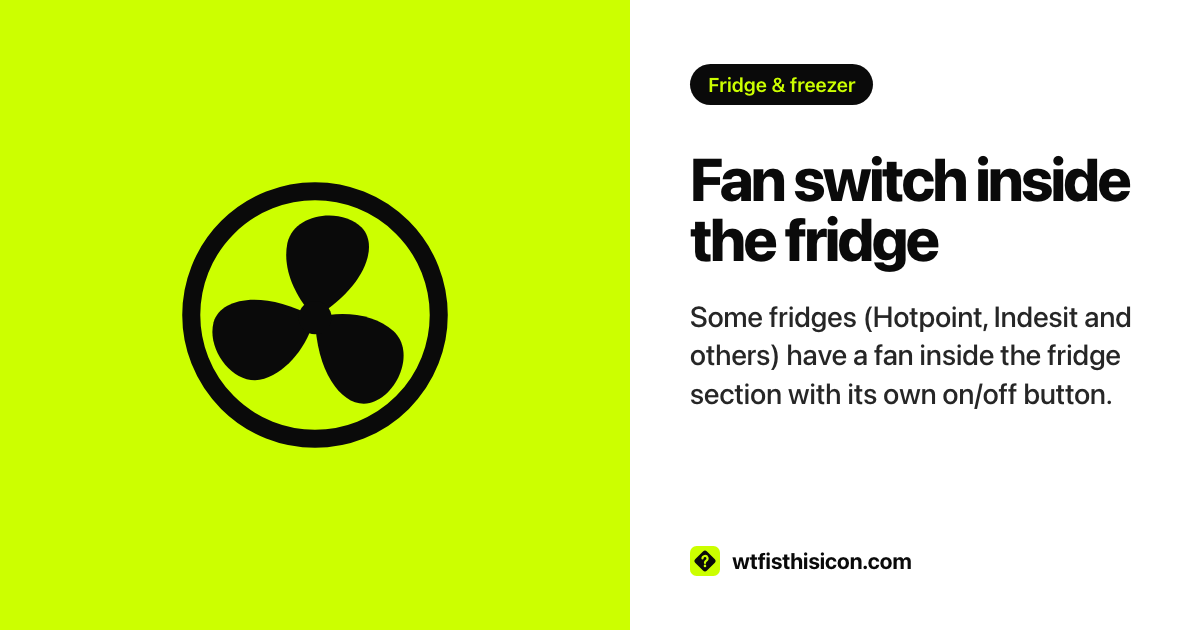 Fridge & freezer
Fan switch inside
the fridge
Some fridges (Hotpoint, Indesit and
others) have a fan inside the fridge
section with its own on/off button.
?
wtfisthisicon.com